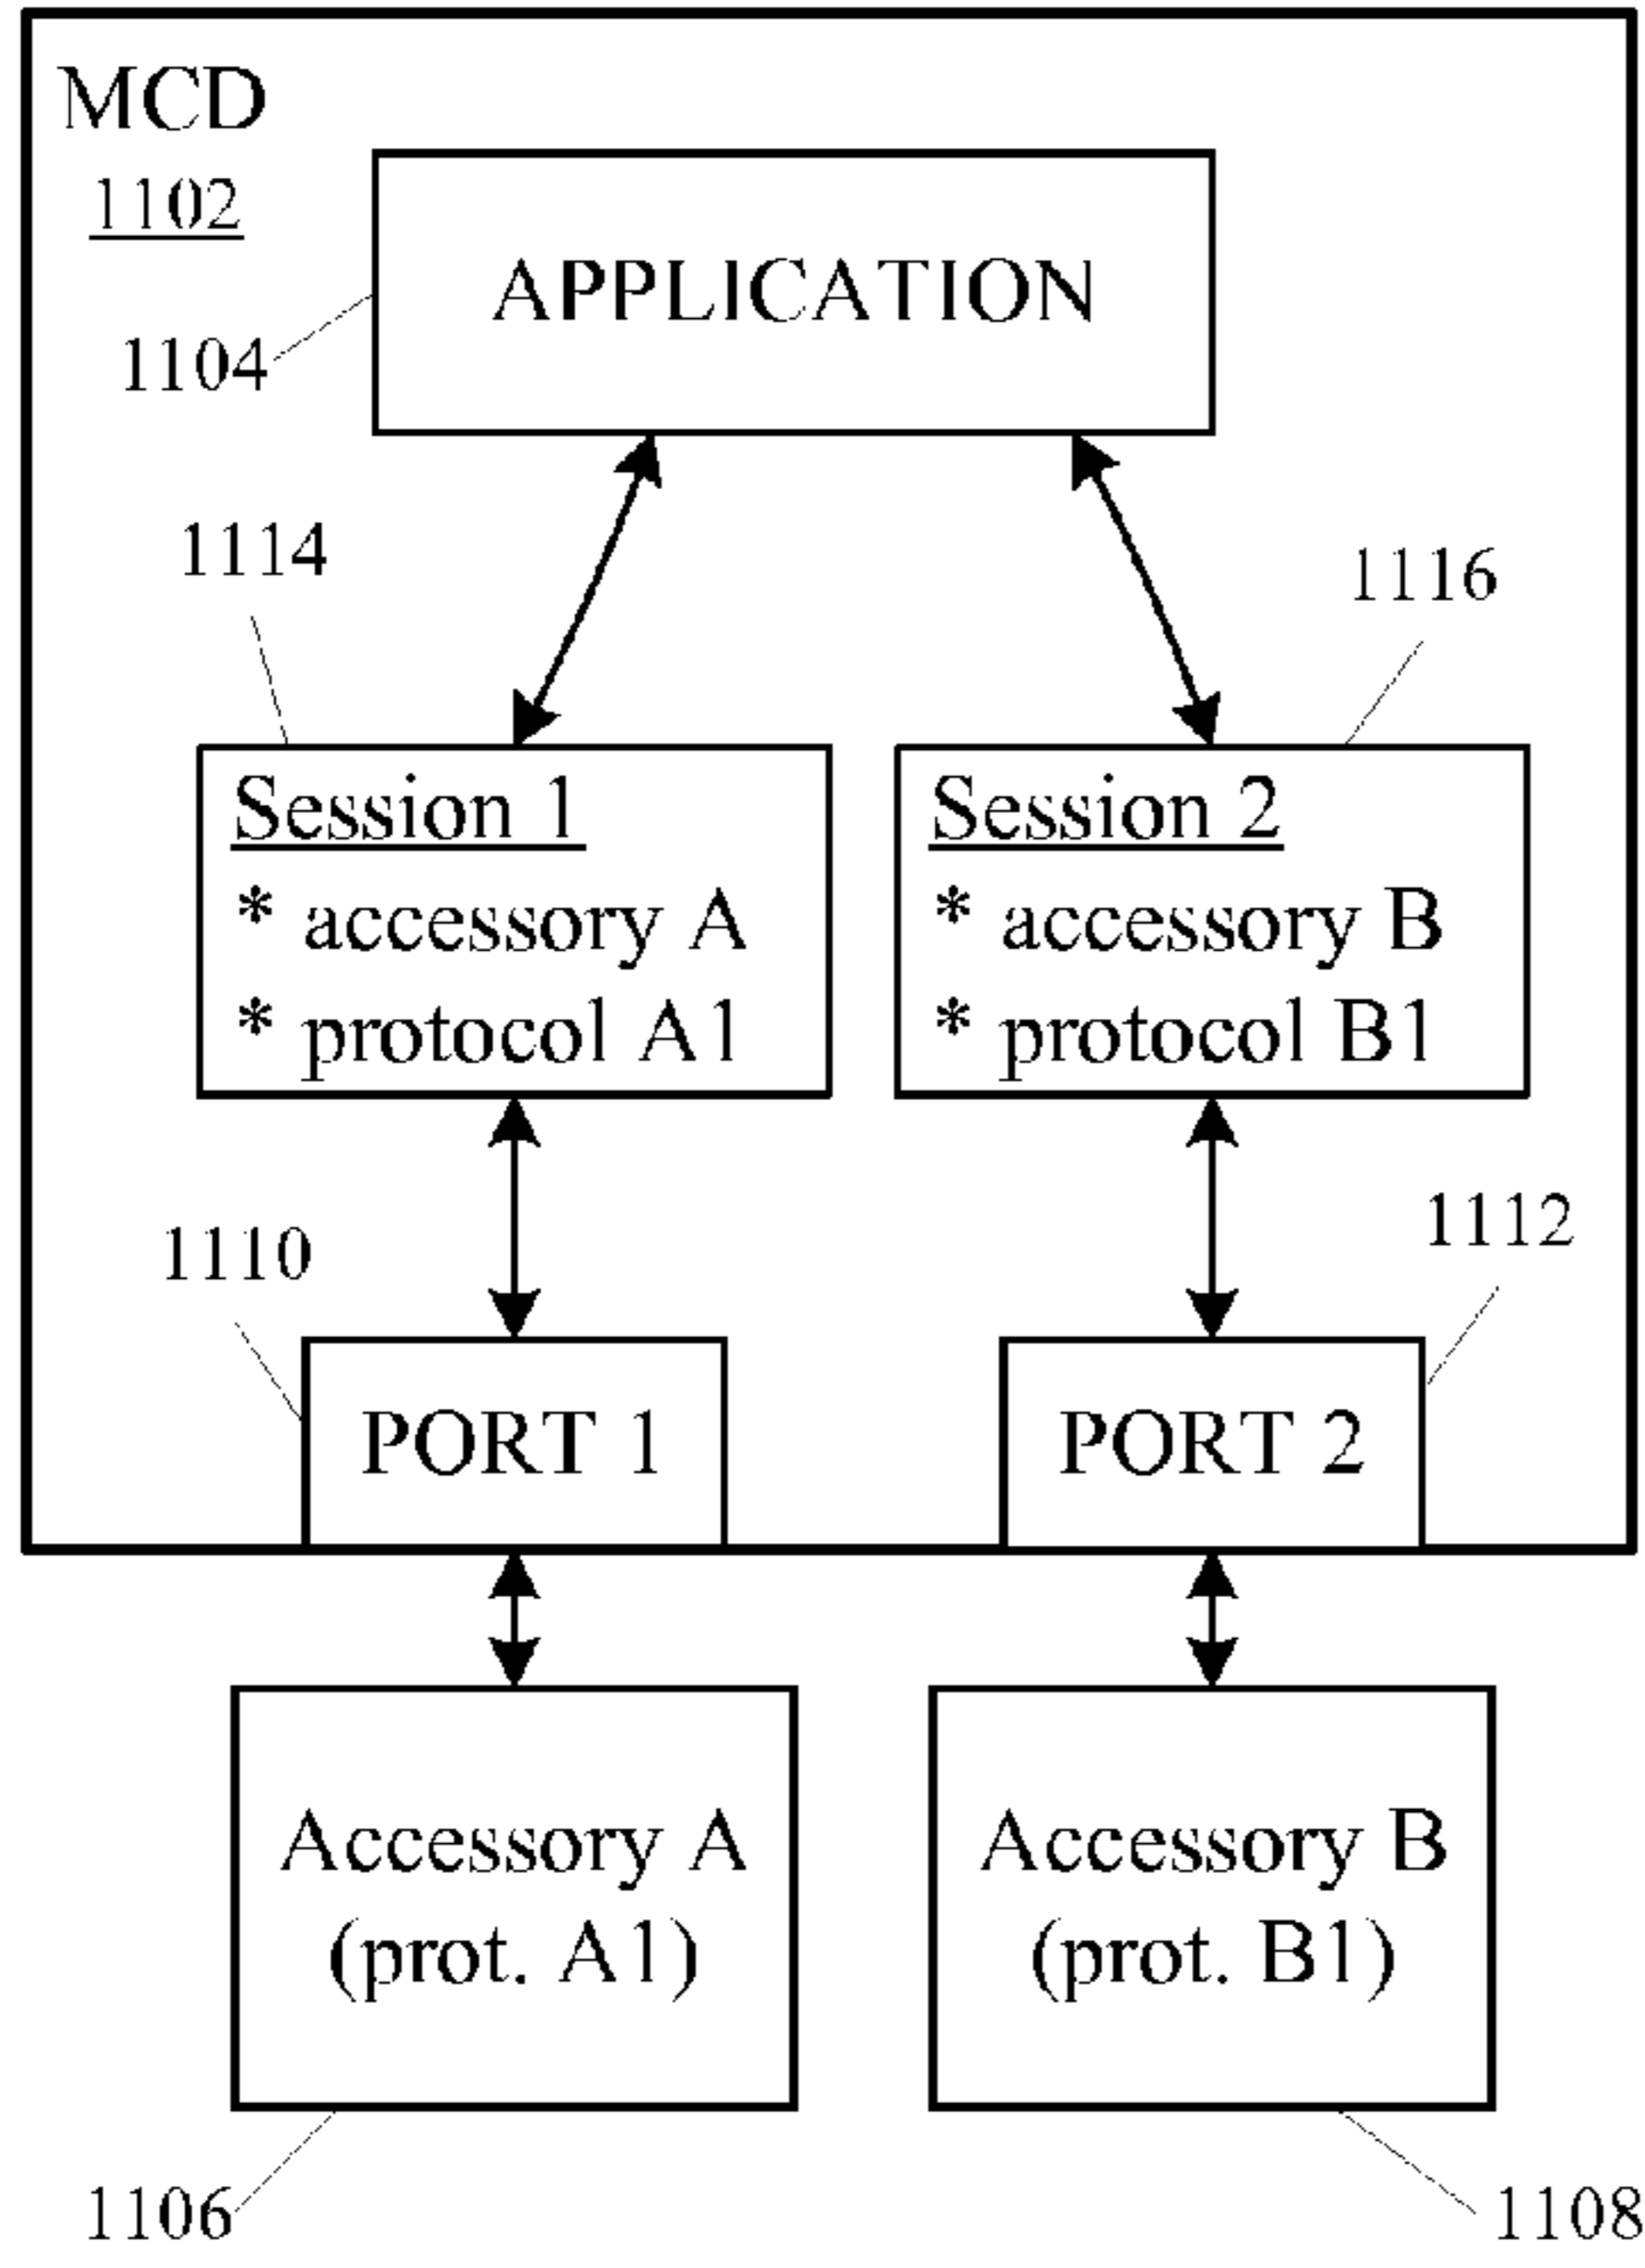 MCD
1102
APPLICATION
1104
1114
1116
Session 1
* accessory A
* protocol A1
Session 2
* accessory B
* protocol B1
1110
1112
PORT 1
PORT 2
Accessory A
(prot. A1)
Accessory B
(prot. B1)
1106
1108